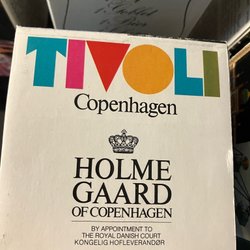 TIVOLI
Copenhagen
HOLME
GAARD
OF COPENHAGEN
BY APPOINTMENT TO
THE ROYAL DANISH COURT
KONGELIG HOFLEVERANDØR